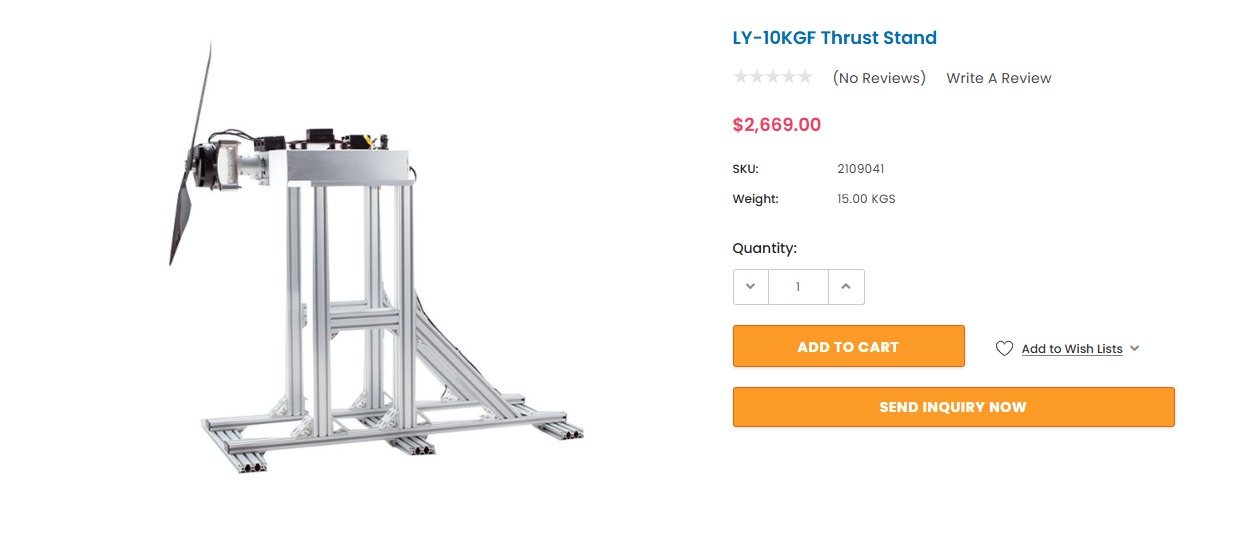 LY-10KGF Thrust Stand
(No Reviews) Write A Review
$2,669.00
SKU: 2109041
Weight: 15.00 KGS
Quantity:
1
ADD TO CART
Add to Wish Lists
SEND INQUIRY NOW